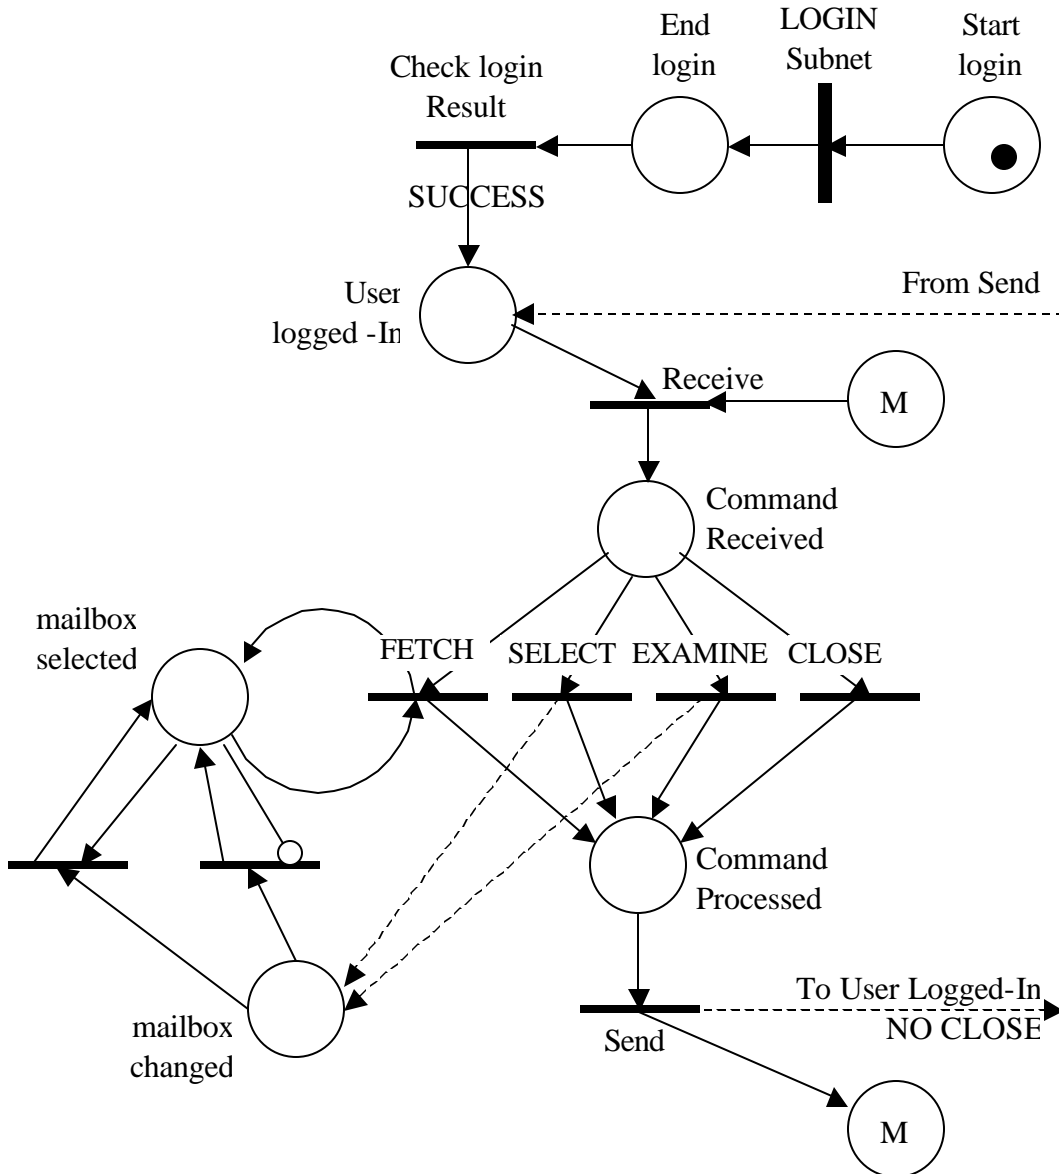 End
login
LOGIN
Subnet
Start
login
Check login
Result
SUCCESS
User
logged -In
From Send
Receive
M
Command
Received
mailbox
selected
FETCH
SELECT
EXAMINE
CLOSE
Command
Processed
mailbox
changed
Send
To User Logged-In
NO CLOSE
M